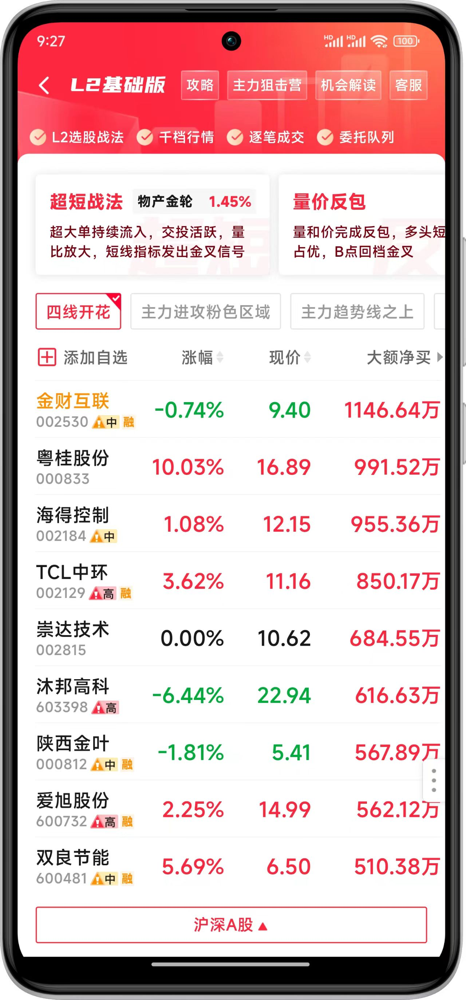 9:27 HD HD 100
L2基础版 攻略 主力狙击营 机会解读 客服
L2选股战法 千档行情 逐笔成交 委托队列
超短战法 物产金轮 1.45%
超大单持续流入，交投活跃，量
比放大，短线指标发出金叉信号
量价反包
量和价完成反包，多头短
占优，B点回档金叉
四线开花 主力进攻粉色区域 主力趋势线之上
添加自选 涨幅 现价 大额净买
金财互联 -0.74% 9.40 1146.64万
002530 中 融
粤桂股份 10.03% 16.89 991.52万
000833
海得控制 1.08% 12.15 955.36万
002184 中
TCL中环 3.62% 11.16 850.17万
002129 高 融
崇达技术 0.00% 10.62 684.55万
002815
沐邦高科 -6.44% 22.94 616.63万
603398 高
陕西金叶 -1.81% 5.41 567.89万
000812 中 融
爱旭股份 2.25% 14.99 562.12万
600732 高 融
双良节能 5.69% 6.50 510.38万
600481 中 融
沪深A股